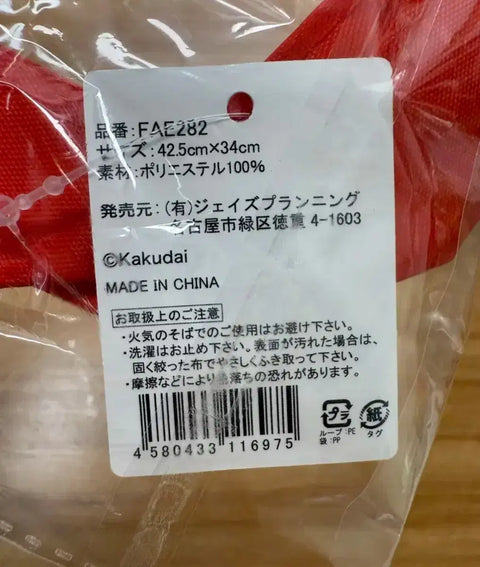 品番:FAE282
サイズ:42.5cm×34cm
素材:ポリエステル100%
発売元:(有)ジェイズプランニング
名古屋市緑区徳重 4-1603
©Kakudai
MADE IN CHINA
お取扱上のご注意
・火気のそばでのご使用はお避け下さい。
・洗濯はお止め下さい。表面が汚れた場合は、
固く絞った布でやさしくふき取って下さい。
・摩擦などにより色落ちの恐れがあります。
4 580433 116975
プラ
ループ:PE
袋:PP
紙
タグ